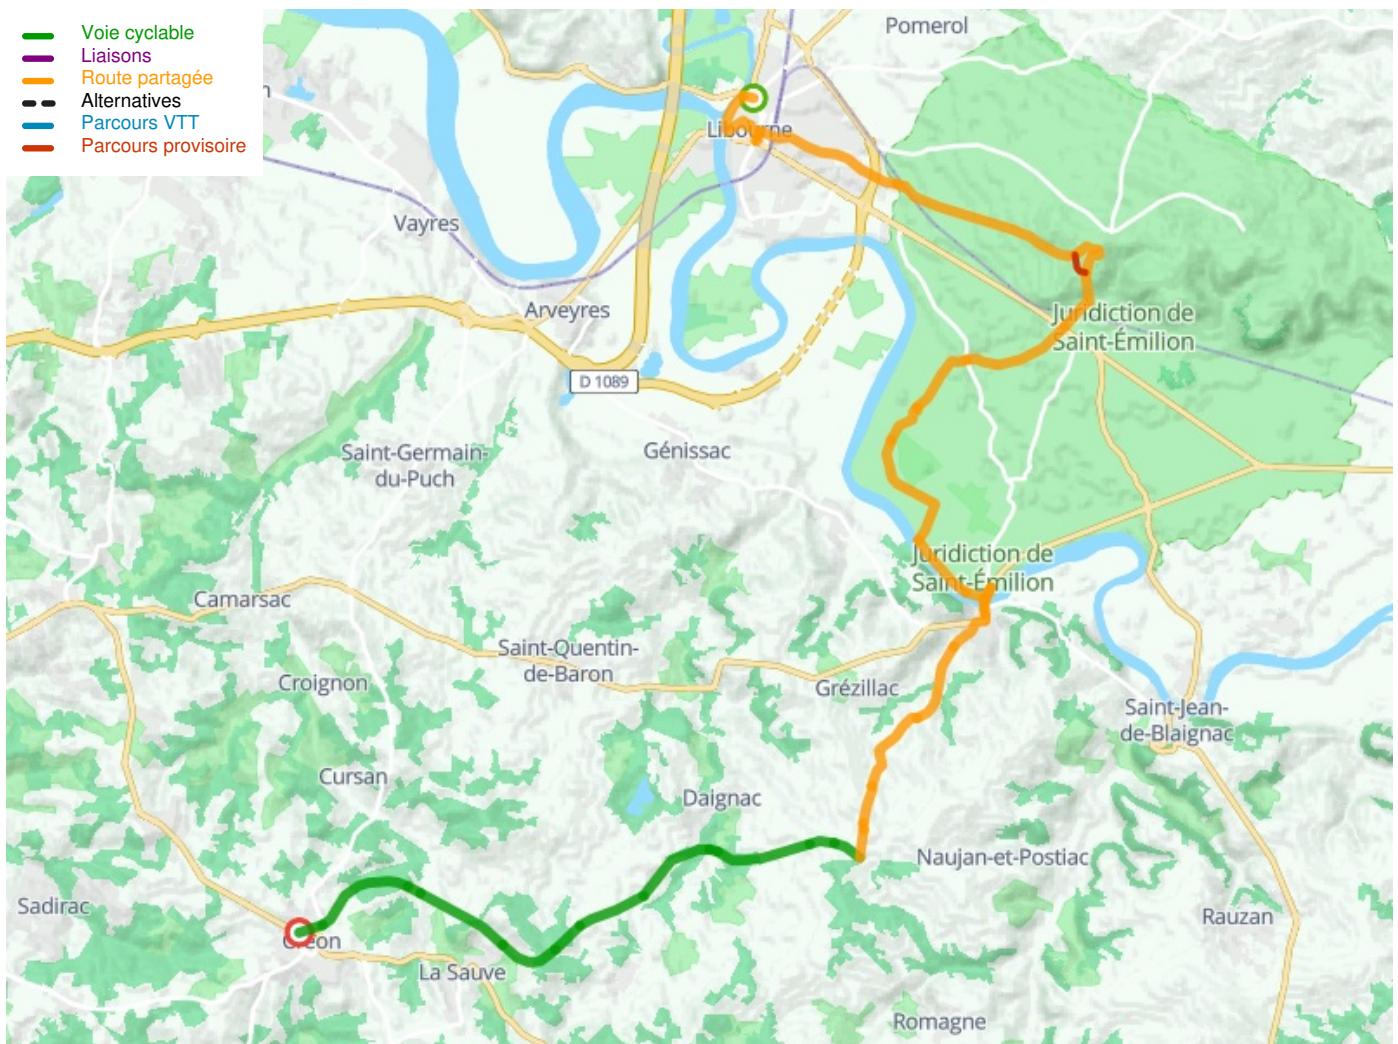 Voie cyclable
Liaisons
Route partagée
Alternatives
Parcours VTT
Parcours provisoire
Pomerol
Libourne
Vayres
Arveyres
Juridiction de
Saint-Émilion
D 1089
Saint-Germain-
du-Puch
Génissac
Juridiction de
Saint-Émilion
Camarsac
Saint-Quentin-
de-Baron
Croignon
Grézillac
Saint-Jean-
de-Blaignac
Cursan
Daignac
Naujan-et-Postiac
Sadirac
Rauzan
Créon
La Sauve
Romagne